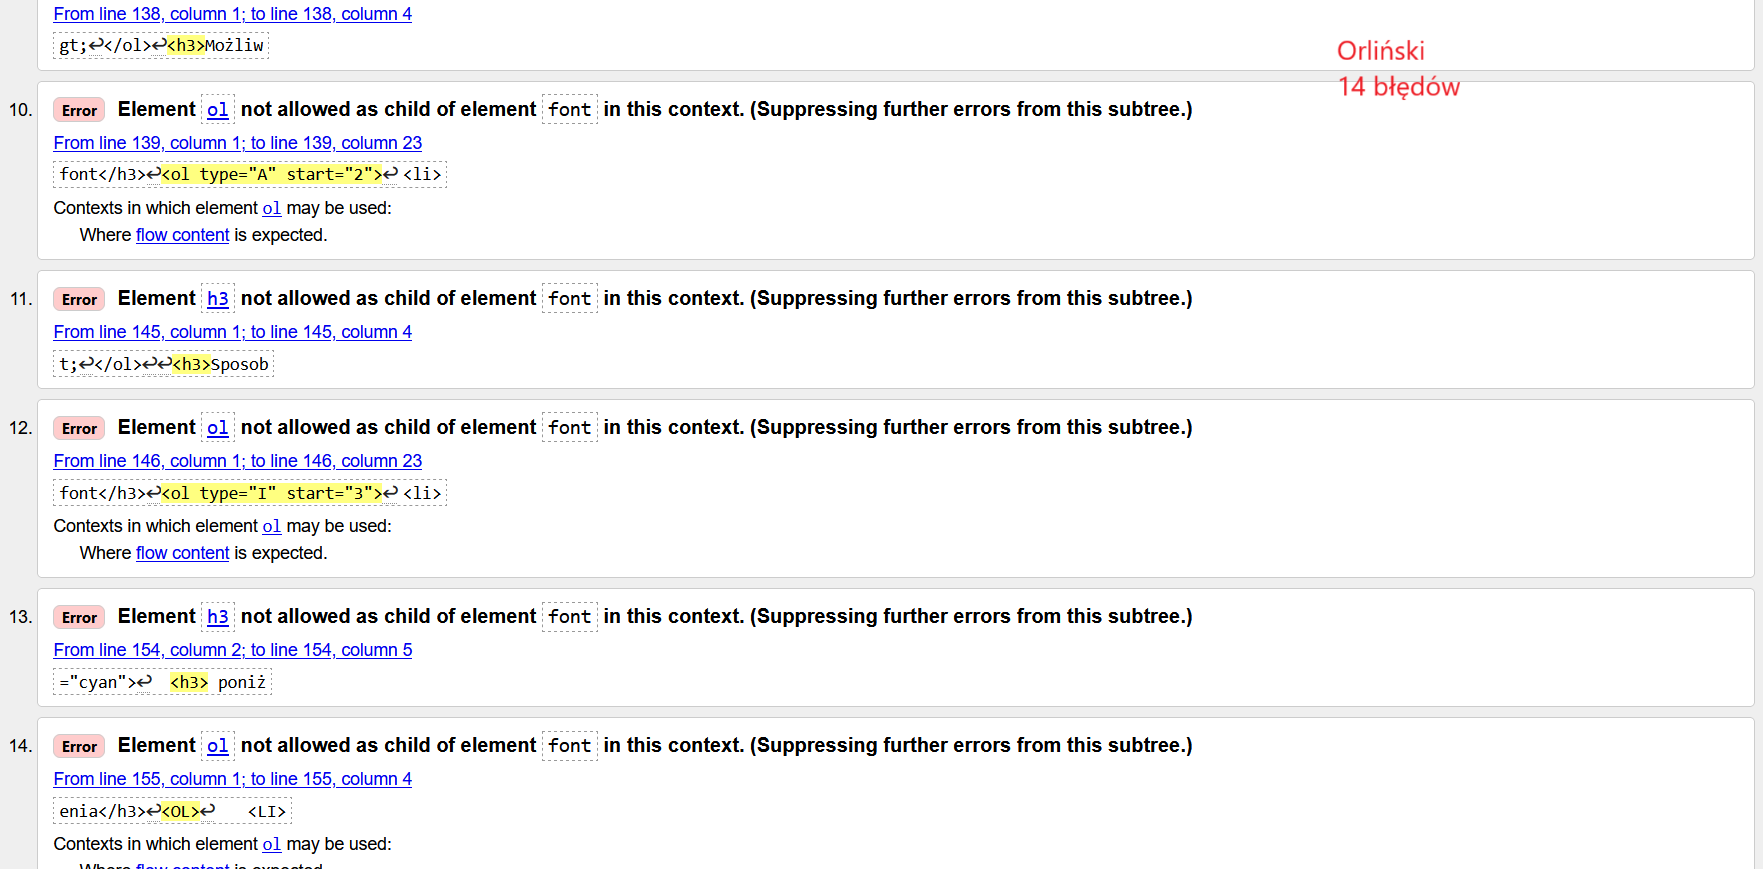 From line 138, column 1; to line 138, column 4
gt;↩</ol>↩<h3>Możliw
Orliński
14 błędów
10. Error Element ol not allowed as child of element font in this context. (Suppressing further errors from this subtree.)
From line 139, column 1; to line 139, column 23
font</h3>↩<ol type="A" start="2">↩ <li>
Contexts in which element ol may be used:
Where flow content is expected.
11. Error Element h3 not allowed as child of element font in this context. (Suppressing further errors from this subtree.)
From line 145, column 1; to line 145, column 4
t;↩</ol>↩↩<h3>Sposob
12. Error Element ol not allowed as child of element font in this context. (Suppressing further errors from this subtree.)
From line 146, column 1; to line 146, column 23
font</h3>↩<ol type="I" start="3">↩ <li>
Contexts in which element ol may be used:
Where flow content is expected.
13. Error Element h3 not allowed as child of element font in this context. (Suppressing further errors from this subtree.)
From line 154, column 2; to line 154, column 5
="cyan">↩ <h3> poniż
14. Error Element ol not allowed as child of element font in this context. (Suppressing further errors from this subtree.)
From line 155, column 1; to line 155, column 4
enia</h3>↩<OL>↩ <LI>
Contexts in which element ol may be used:
Where flow content is expected.